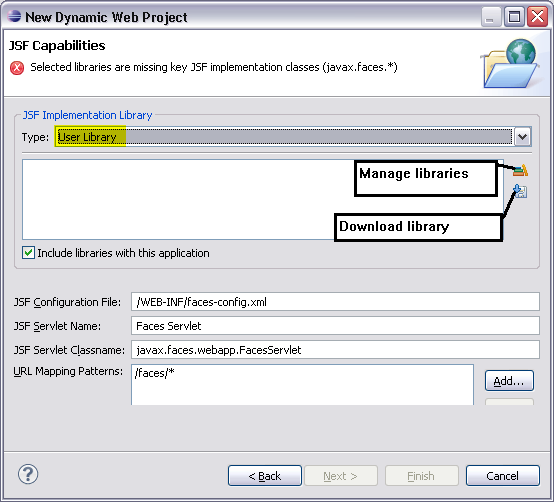 New Dynamic Web Project
JSF Capabilities
Selected libraries are missing key JSF implementation classes (javax.faces.*)
JSF Implementation Library
Type: User Library
Manage libraries
Download library
Include libraries with this application
JSF Configuration File: /WEB-INF/faces-config.xml
JSF Servlet Name: Faces Servlet
JSF Servlet Classname: javax.faces.webapp.FacesServlet
URL Mapping Patterns: /faces/*
Add...
? < Back Next > Finish Cancel